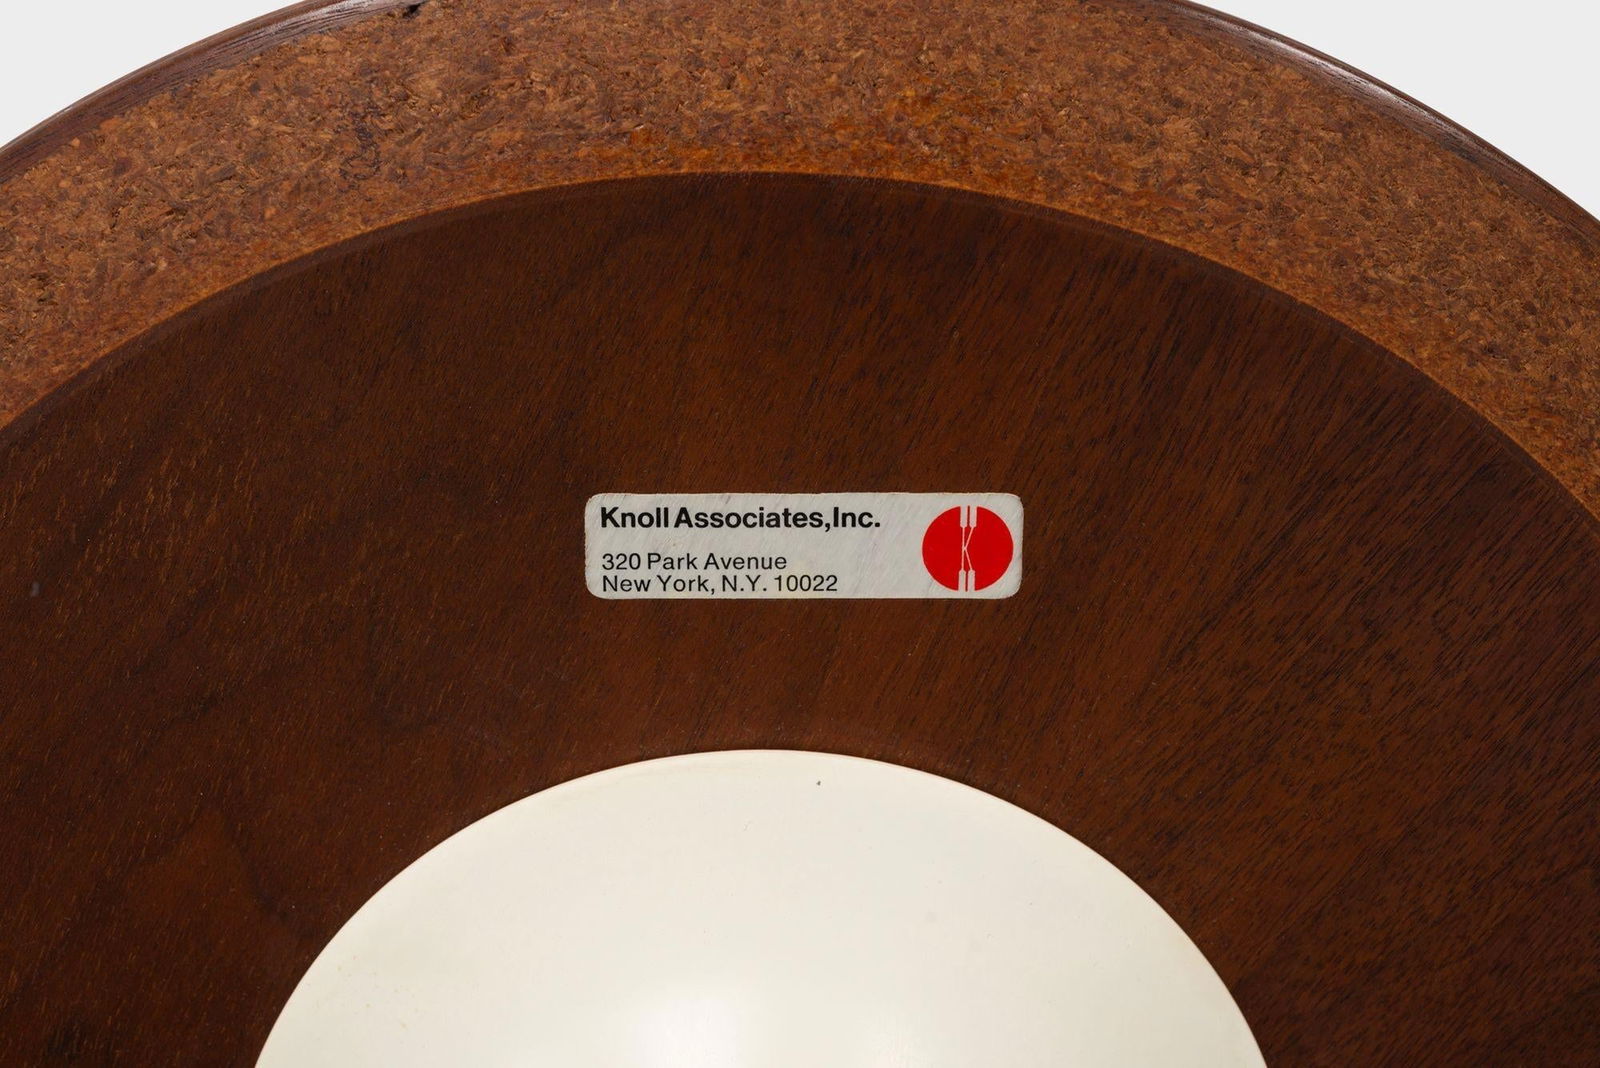 Knoll Associates, Inc.
320 Park Avenue
New York, N.Y. 10022
K